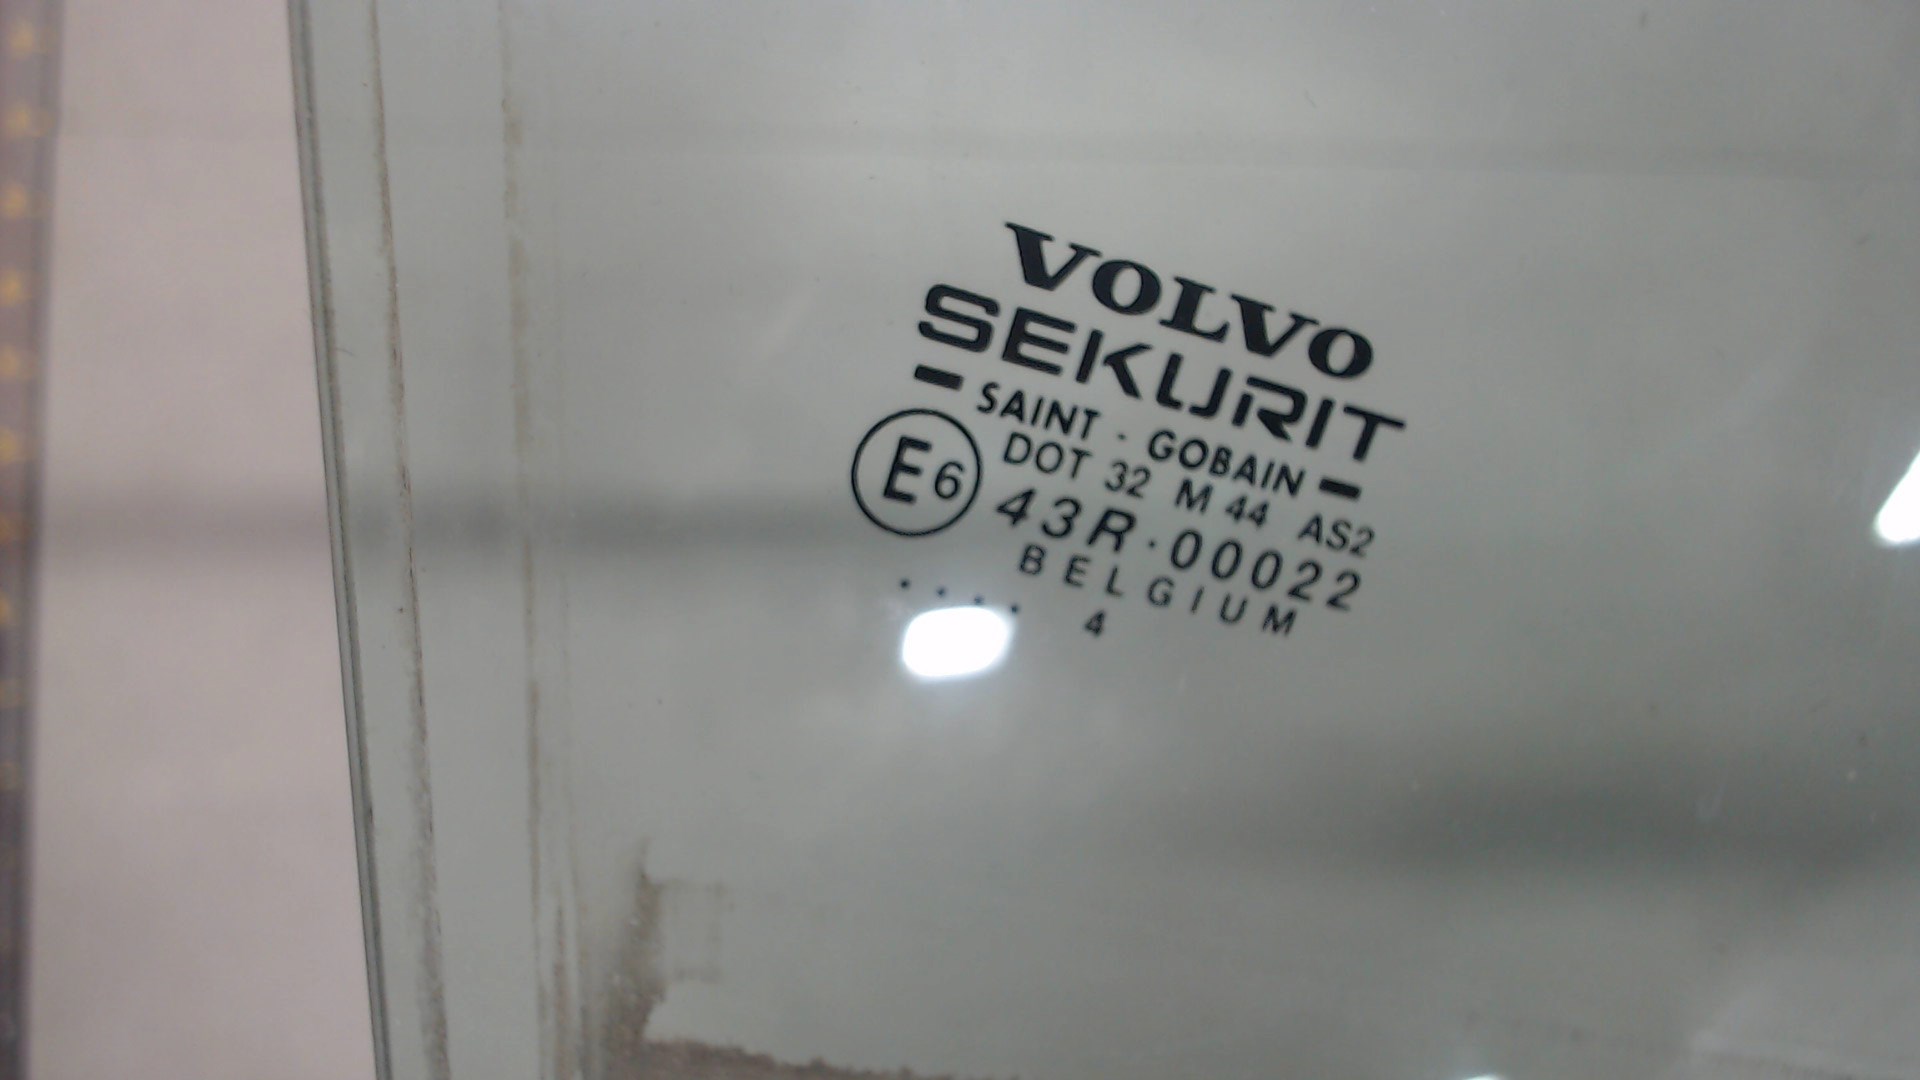 VOLVO
SEKURIT
SAINT - GOBAIN
DOT 32 M 44 AS2
E6 43R·00022
BELGIUM
.... 4